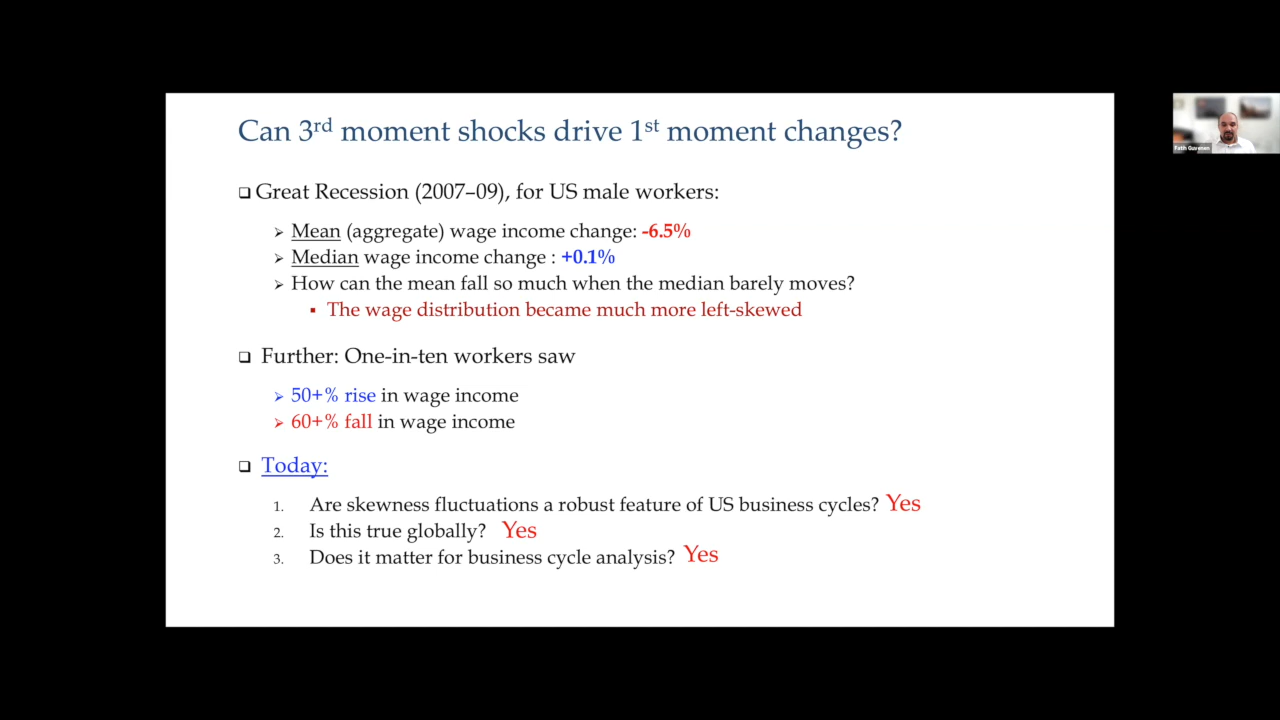 Can 3rd moment shocks drive 1st moment changes?
❑ Great Recession (2007–09), for US male workers:
➢ Mean (aggregate) wage income change: -6.5%
➢ Median wage income change : +0.1%
➢ How can the mean fall so much when the median barely moves?
▪ The wage distribution became much more left-skewed
❑ Further: One-in-ten workers saw
➢ 50+% rise in wage income
➢ 60+% fall in wage income
❑ Today:
1. Are skewness fluctuations a robust feature of US business cycles? Yes
2. Is this true globally? Yes
3. Does it matter for business cycle analysis? Yes
Fatih Guvenen